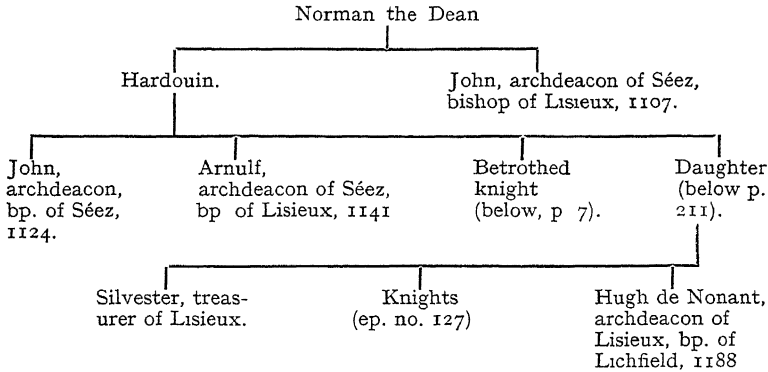 Norman the Dean
Hardouin.
John, archdeacon of Séez,
bishop of Lisieux, 1107.
John,
archdeacon,
bp. of Séez,
1124.
Arnulf,
archdeacon of Séez,
bp of Lisieux, 1141
Betrothed
knight
(below, p 7).
Daughter
(below p.
211).
Silvester, treas-
urer of Lisieux.
Knights
(ep. no. 127)
Hugh de Nonant,
archdeacon of
Lisieux, bp. of
Lichfield, 1188